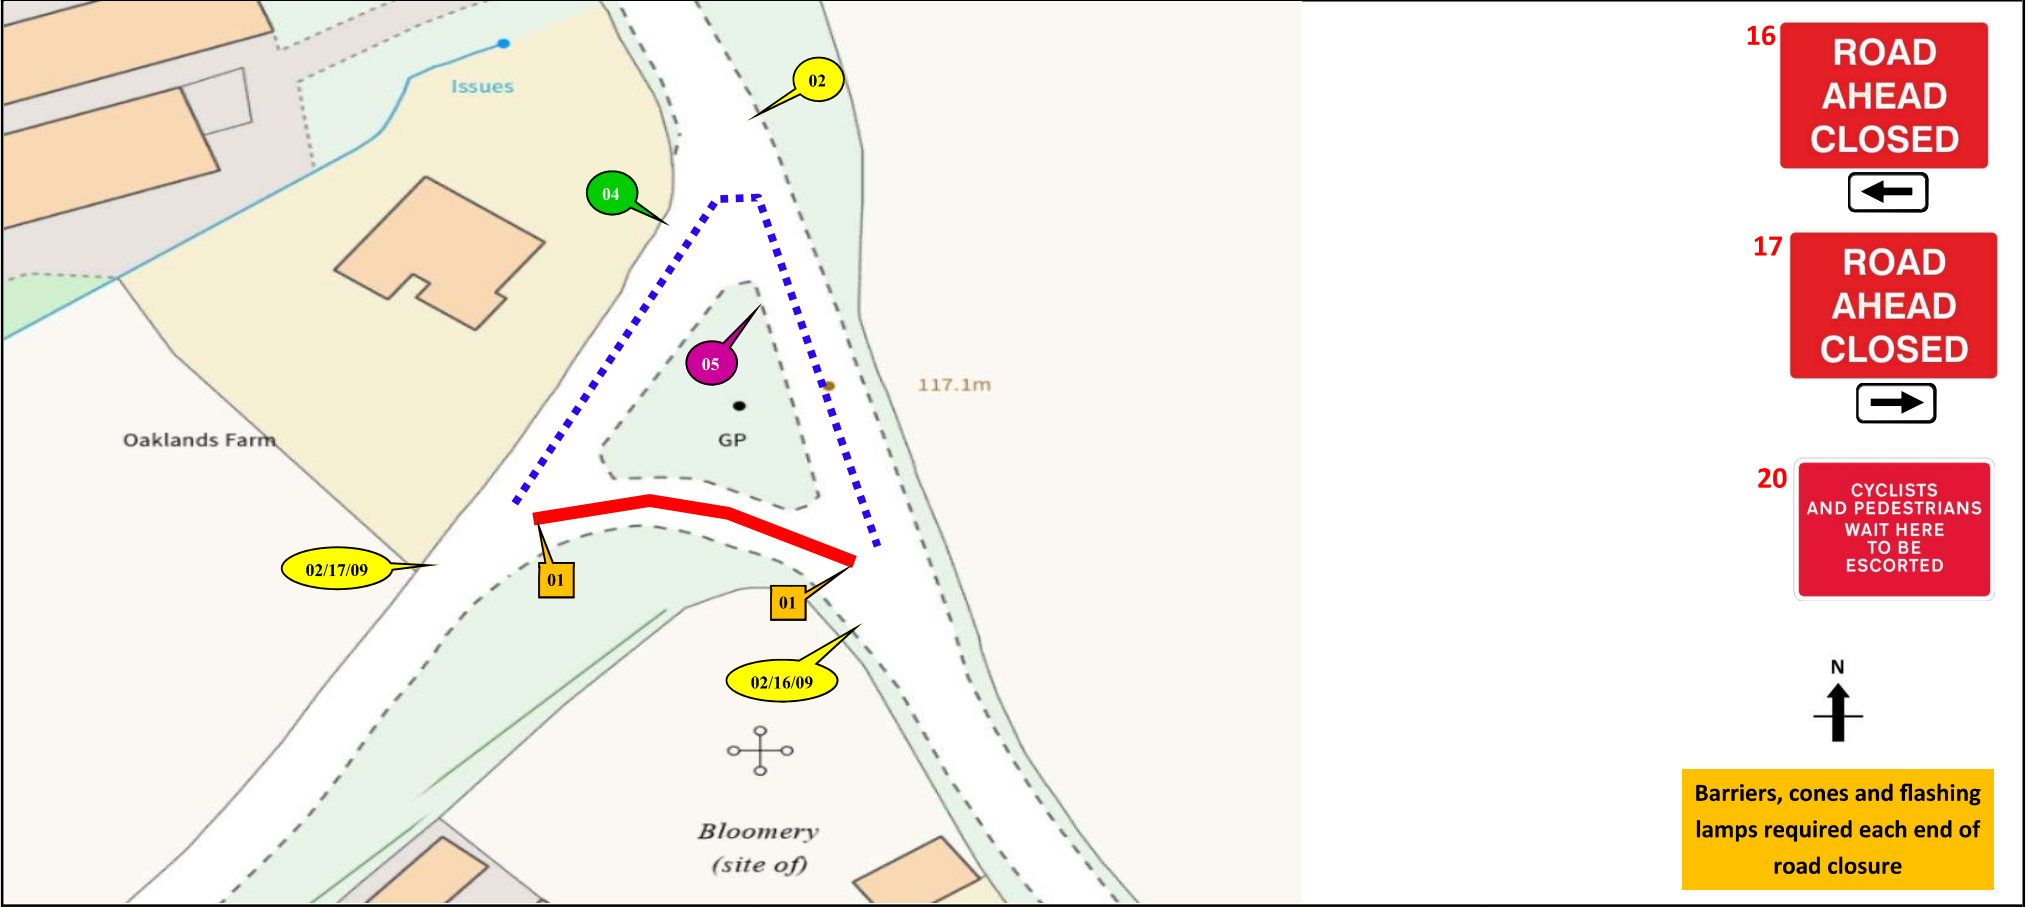 Issues
02
04
05
GP
117.1m
Oaklands Farm
02/17/09
01
01
02/16/09
Bloomery
(site of)
16
ROAD
AHEAD
CLOSED
17
ROAD
AHEAD
CLOSED
20
CYCLISTS
AND PEDESTRIANS
WAIT HERE
TO BE
ESCORTED
N
Barriers, cones and flashing
lamps required each end of
road closure